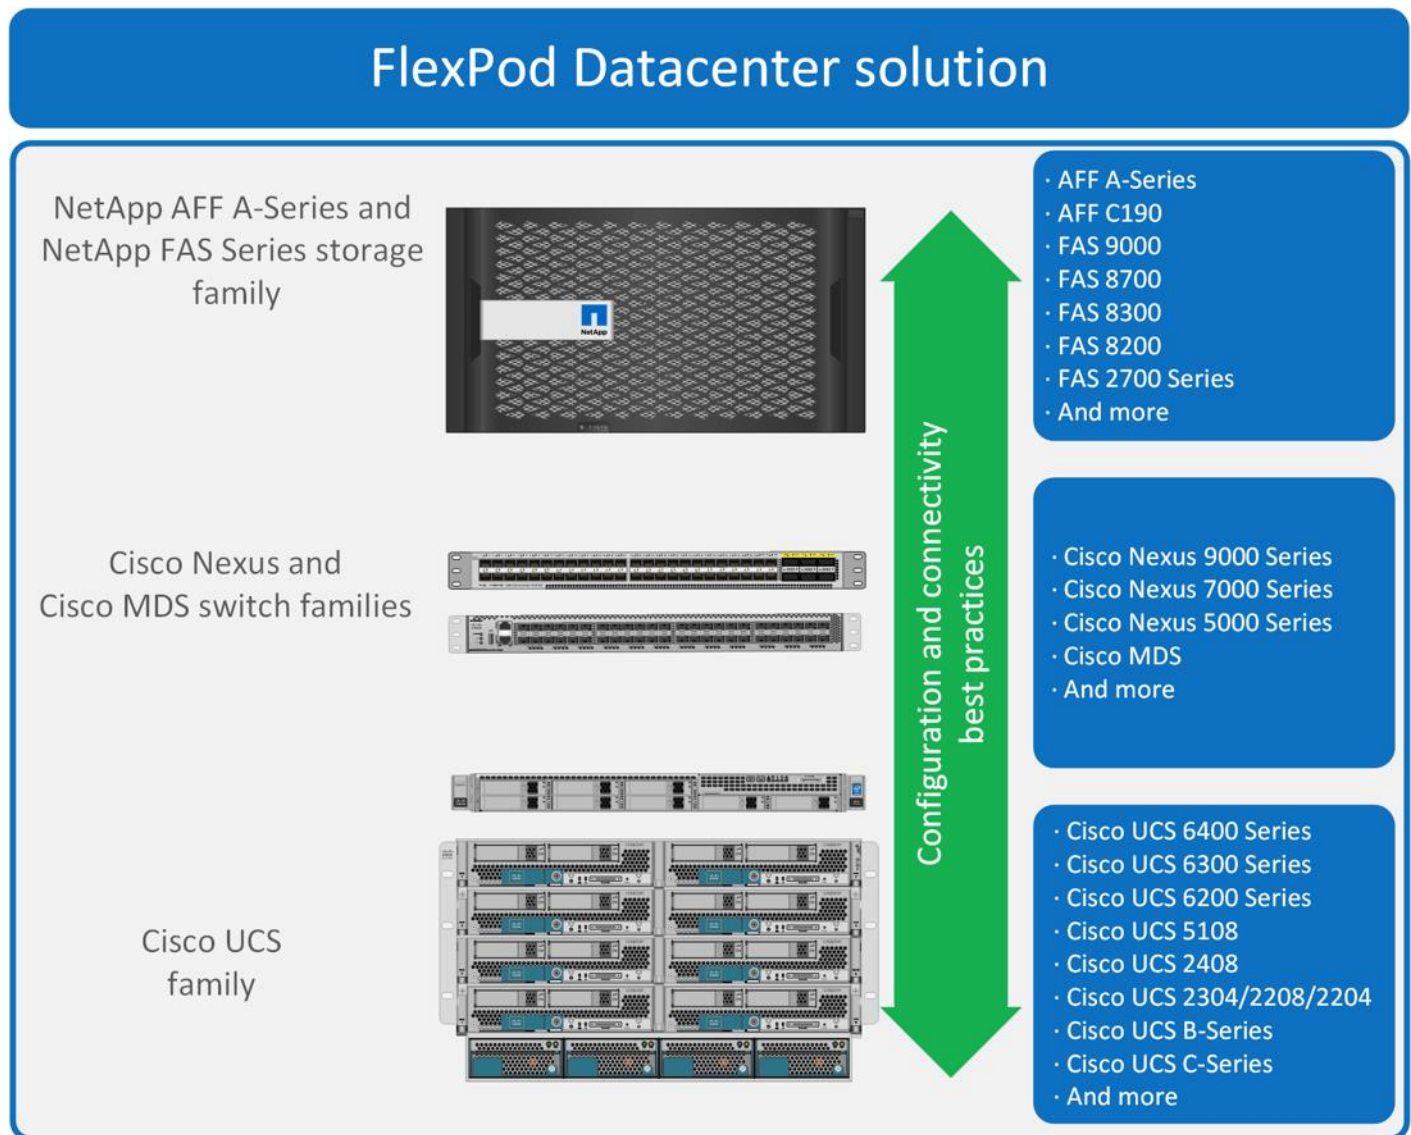 FlexPod Datacenter solution
NetApp AFF A-Series and
NetApp FAS Series storage
family
NetApp
· AFF A-Series
· AFF C190
· FAS 9000
· FAS 8700
· FAS 8300
· FAS 8200
· FAS 2700 Series
· And more
Cisco Nexus and
Cisco MDS switch families
Configuration and connectivity
best practices
· Cisco Nexus 9000 Series
· Cisco Nexus 7000 Series
· Cisco Nexus 5000 Series
· Cisco MDS
· And more
Cisco UCS
family
· Cisco UCS 6400 Series
· Cisco UCS 6300 Series
· Cisco UCS 6200 Series
· Cisco UCS 5108
· Cisco UCS 2408
· Cisco UCS 2304/2208/2204
· Cisco UCS B-Series
· Cisco UCS C-Series
· And more